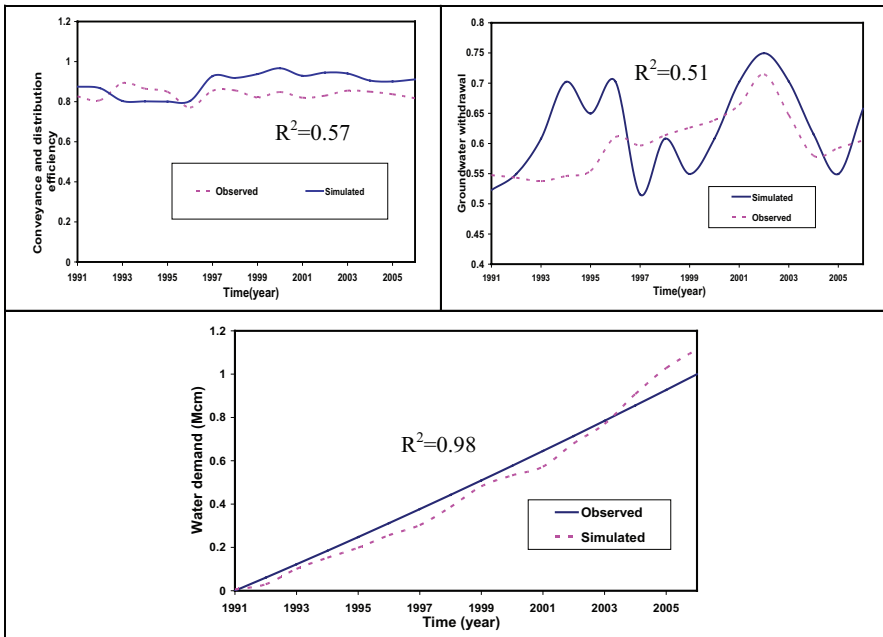 Conveyance and distribution
efficiency
1.2
1
0.8
0.6
0.4
0.2
0
R²=0.57
Observed
Simulated
1991 1993 1995 1997 1999 2001 2003 2005
Time(year)
Groundwater withdrawal
0.8
0.75
0.7
0.65
0.6
0.55
0.5
0.45
0.4
R²=0.51
Simulated
Observed
1991 1993 1995 1997 1999 2001 2003 2005
Time(year)
Water demand (Mcm)
1.2
1
0.8
0.6
0.4
0.2
0
R²=0.98
Observed
Simulated
1991 1993 1995 1997 1999 2001 2003 2005
Time (year)